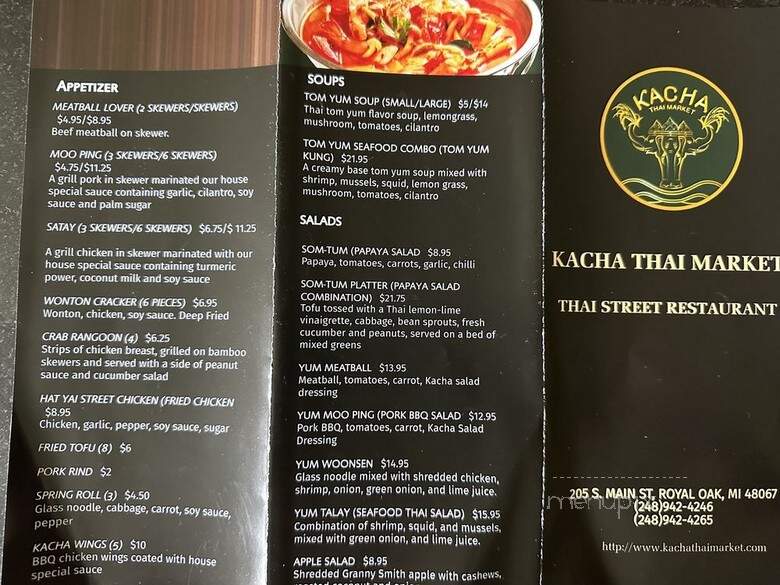 APPETIZER
MEATBALL LOVER (2 SKEWERS/SKEWERS)
$4.95/$8.95
Beef meatball on skewer.
MOO PING (3 SKEWERS/6 SKEWERS)
$4.75/$11.25
A grill pork in skewer marinated our house
special sauce containing garlic, cilantro, soy
sauce and palm sugar
SATAY (3 SKEWERS/6 SKEWERS) $6.75/$ 11.25
A grill chicken in skewer marinated with our
house special sauce containing turmeric
power, coconut milk and soy sauce
WONTON CRACKER (6 PIECES) $6.95
Wonton, chicken, soy sauce. Deep Fried
CRAB RANGOON (4) $6.25
Strips of chicken breast, grilled on bamboo
skewers and served with a side of peanut
sauce and cucumber salad
HAT YAI STREET CHICKEN (FRIED CHICKEN
$8.95
Chicken, garlic, pepper, soy sauce, sugar
FRIED TOFU (8) $6
PORK RIND $2
SPRING ROLL (3) $4.50
Glass noodle, cabbage, carrot, soy sauce,
pepper
KACHA WINGS (5) $10
BBQ chicken wings coated with house
special sauce
SOUPS
TOM YUM SOUP (SMALL/LARGE) $5/$14
Thai tom yum flavor soup, lemongrass,
mushroom, tomatoes, cilantro
TOM YUM SEAFOOD COMBO (TOM YUM
KUNG) $21.95
A creamy base tom yum soup mixed with
shrimp, mussels, squid, lemon grass,
mushroom, tomatoes, cilantro
SALADS
SOM-TUM (PAPAYA SALAD $8.95
Papaya, tomatoes, carrots, garlic, chilli
SOM-TUM PLATTER (PAPAYA SALAD
COMBINATION) $21.75
Tofu tossed with a Thai lemon-lime
vinaigrette, cabbage, bean sprouts, fresh
cucumber and peanuts, served on a bed of
mixed greens
YUM MEATBALL $13.95
Meatball, tomatoes, carrot, Kacha salad
dressing
YUM MOO PING (PORK BBQ SALAD $12.95
Pork BBQ, tomatoes, carrot, Kacha Salad
Dressing
YUM WOONSEN $14.95
Glass noodle mixed with shredded chicken,
shrimp, onion, green onion, and lime juice.
YUM TALAY (SEAFOOD THAI SALAD) $15.95
Combination of shrimp, squid, and mussels,
mixed with green onion, and lime juice.
APPLE SALAD $8.95
Shredded Granny Smith apple with cashews,
KACHA
THAI MARKET
KACHA THAI MARKET
THAI STREET RESTAURANT
205 S. MAIN ST, ROYAL OAK, MI 48067
(248)942-4246
(248)942-4265
http://www.kachathaimarket.com